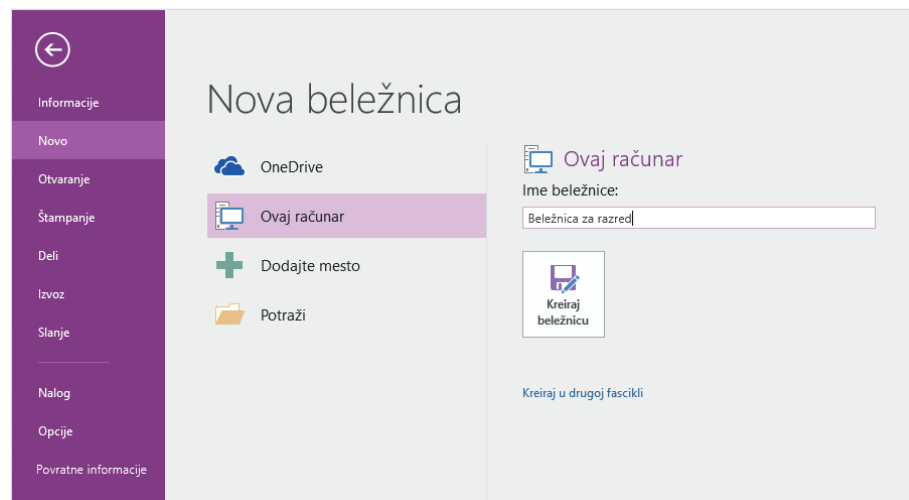 Informacije
Novo
Otvaranje
Štampanje
Deli
Izvoz
Slanje
Nalog
Opcije
Povratne informacije
Nova beležnica
OneDrive
Ovaj računar
Dodajte mesto
Potraži
Ovaj računar
Ime beležnice:
Beležnica za razred
Kreiraj
beležnicu
Kreiraj u drugoj fascikli